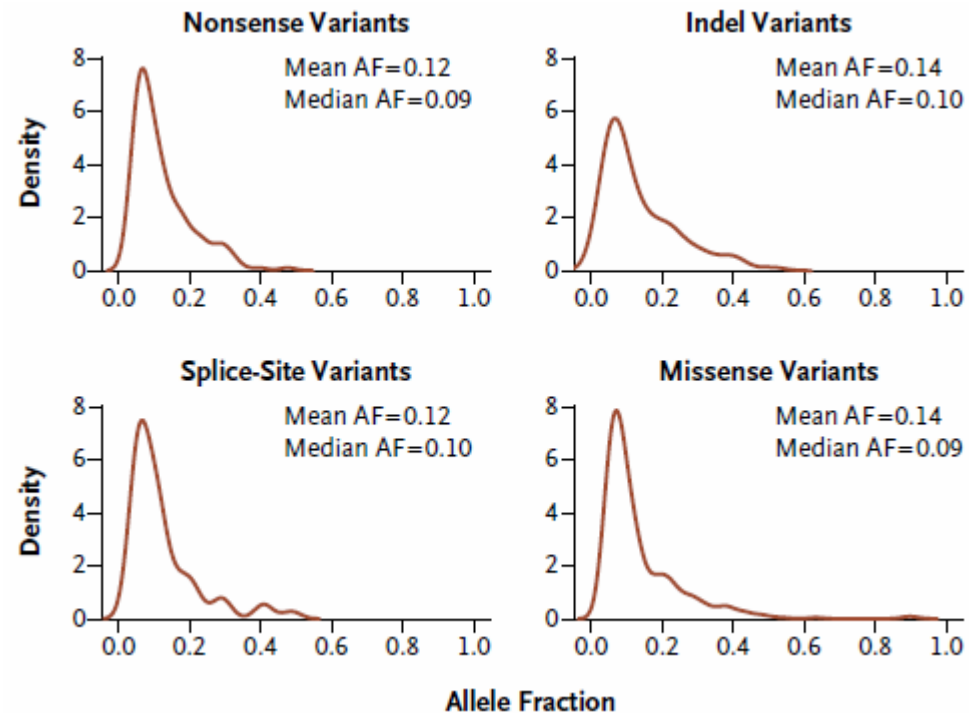 Nonsense Variants
Mean AF=0.12
Median AF=0.09
Density
8
6
4
2
0
0.0 0.2 0.4 0.6 0.8 1.0
Indel Variants
Mean AF=0.14
Median AF=0.10
8
6
4
2
0
0.0 0.2 0.4 0.6 0.8 1.0
Splice-Site Variants
Mean AF=0.12
Median AF=0.10
Density
8
6
4
2
0
0.0 0.2 0.4 0.6 0.8 1.0
Missense Variants
Mean AF=0.14
Median AF=0.09
8
6
4
2
0
0.0 0.2 0.4 0.6 0.8 1.0
Allele Fraction